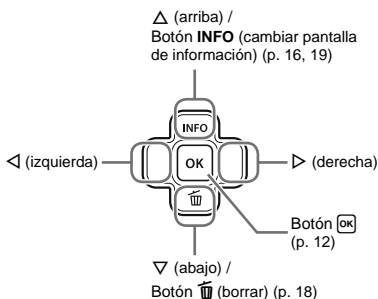 △ (arriba) /
Botón INFO (cambiar pantalla
de información) (p. 16, 19)
INFO
◁ (izquierda)
OK
▷ (derecha)
Botón OK
(p. 12)
▽ (abajo) /
Botón (borrar) (p. 18)